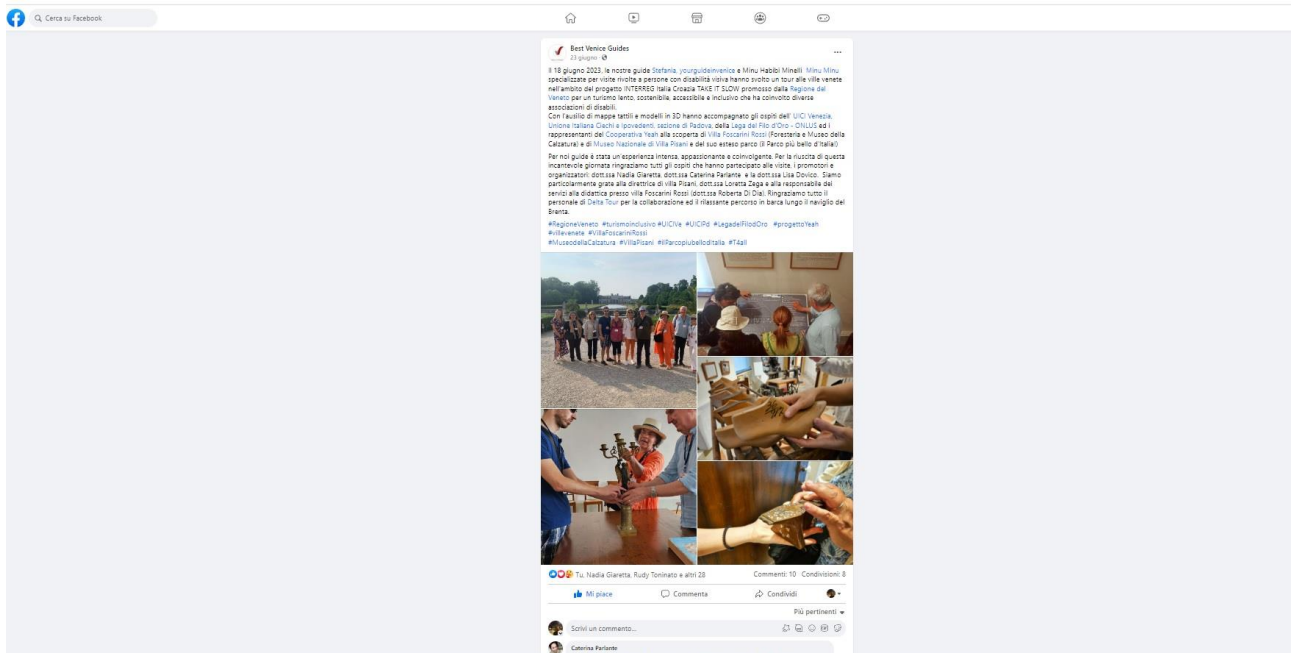 Cerca su Facebook
Best Venice Guides
23 giugno ·
Il 18 giugno 2023, le nostre guide Stefania, yourguideinvenice e Minu Habibi Minelli Minu Minu
specializzate per visite rivolte a persone con disabilità visiva hanno svolto un tour alle ville venete
nell'ambito del progetto INTERREG Italia Croazia TAKE IT SLOW promosso dalla Regione del
Veneto per un turismo lento, sostenibile, accessibile e inclusivo che ha coinvolto diverse
associazioni di disabili.
Con l'ausilio di mappe tattili e modelli in 3D hanno accompagnato gli ospiti dell' UICI Venezia,
Unione Italiana Ciechi e Ipovedenti, sezione di Padova, della Lega del Filo d'Oro - ONLUS ed i
rappresentanti del Cooperativa Yeah alla scoperta di Villa Foscarini Rossi (Foresteria e Museo della
Calzatura) e di Museo Nazionale di Villa Pisani e del suo esteso parco (il Parco più bello d'Italia!)
Per noi guide è stata un'esperienza intensa, appassionante e coinvolgente. Per la riuscita di questa
incantevole giornata ringraziamo tutti gli ospiti che hanno partecipato alle visite, i promotori e
organizzatori: dott.ssa Nadia Giaretta, dott.ssa Caterina Parlante e la dott.ssa Lisa Dovico. Siamo
particolarmente grate alla direttrice di villa Pisani, dott.ssa Loretta Zega e alla responsabile dei
servizi alla didattica presso villa Foscarini Rossi (dott.ssa Roberta Di Dia). Ringraziamo tutto il
personale di Delta Tour per la collaborazione ed il rilassante percorso in barca lungo il naviglio del
Brenta.
#RegioneVeneto #turismoinclusivo #UICIVe #UICIPd #LegadelFilodOro #progettoYeah
#villevenete #VillaFoscariniRossi
#MuseodellaCalzatura #VillaPisani #ilParcopiubelloditalia #T4all
Tu, Nadia Giaretta, Rudy Toninato e altri 28
Commenti: 10 Condivisioni: 8
Mi piace
Commenta
Condividi
Più pertinenti
Scrivi un commento...
Caterina Parlante